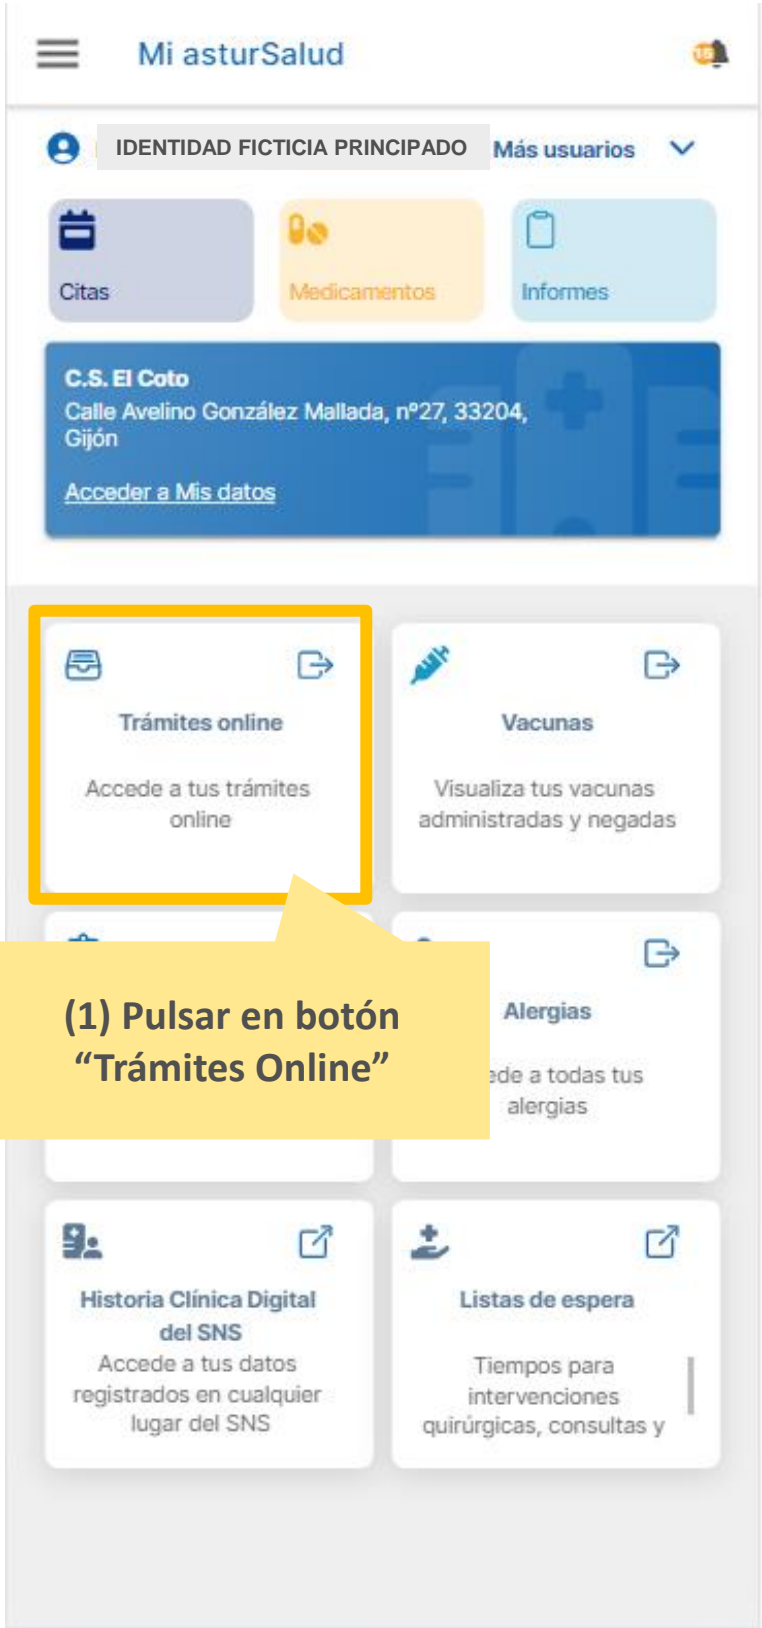 Mi asturSalud
15
IDENTIDAD FICTICIA PRINCIPADO
Más usuarios
Citas
Medicamentos
Informes
C.S. El Coto
Calle Avelino González Mallada, nº27, 33204,
Gijón
Acceder a Mis datos
Trámites online
Accede a tus trámites
online
Vacunas
Visualiza tus vacunas
administradas y negadas
(1) Pulsar en botón
“Trámites Online”
Alergias
a todas tus
alergias
Historia Clínica Digital
del SNS
Accede a tus datos
registrados en cualquier
lugar del SNS
Listas de espera
Tiempos para
intervenciones
quirúrgicas, consultas y